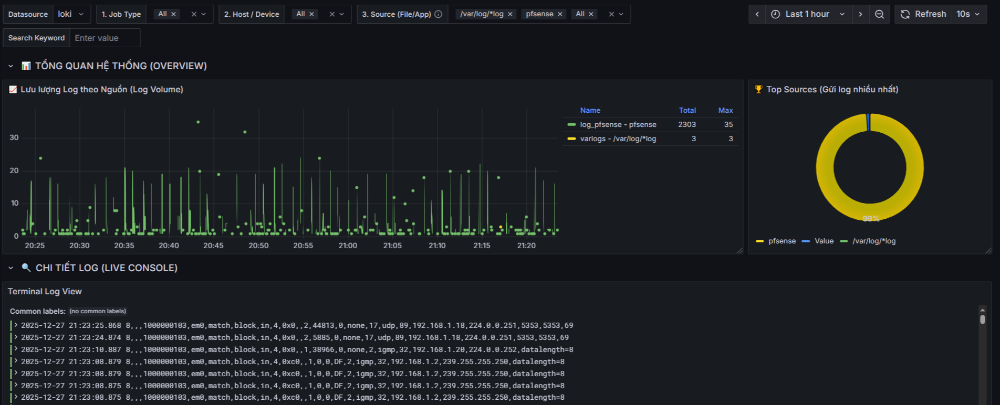 Datasource loki 1. Job Type All 2. Host / Device All 3. Source (File/App) /var/log/*log pfsense All Last 1 hour Refresh 10s
Search Keyword Enter value
TỔNG QUAN HỆ THỐNG (OVERVIEW)
Lưu lượng Log theo Nguồn (Log Volume)
30
20
10
0
20:25 20:30 20:35 20:40 20:45 20:50 20:55 21:00 21:05 21:10 21:15 21:20
Name Total Max
log_pfsense - pfsense 2303 35
varlogs - /var/log/*log 3 3
Top Sources (Gửi log nhiều nhất)
99%
pfsense Value /var/log/*log
CHI TIẾT LOG (LIVE CONSOLE)
Terminal Log View
Common labels: (no common labels)
2025-12-27 21:23:25.868 8,,,1000000103,em0,match,block,in,4,0x0,,2,44813,0,none,17,udp,89,192.168.1.18,224.0.0.251,5353,5353,69
2025-12-27 21:23:24.874 8,,,1000000103,em0,match,block,in,4,0x0,,2,5885,0,none,17,udp,89,192.168.1.18,224.0.0.251,5353,5353,69
2025-12-27 21:23:10.887 8,,,1000000103,em0,match,block,in,4,0x0,,1,38966,0,none,2,igmp,32,192.168.1.20,224.0.0.252,datalength=8
2025-12-27 21:23:08.879 8,,,1000000103,em0,match,block,in,4,0xc0,,1,0,0,DF,2,igmp,32,192.168.1.2,239.255.255.250,datalength=8
2025-12-27 21:23:08.879 8,,,1000000103,em0,match,block,in,4,0xc0,,1,0,0,DF,2,igmp,32,192.168.1.2,239.255.255.250,datalength=8
2025-12-27 21:23:08.875 8,,,1000000103,em0,match,block,in,4,0xc0,,1,0,0,DF,2,igmp,32,192.168.1.2,239.255.255.250,datalength=8
2025-12-27 21:23:08.875 8,,,1000000103,em0,match,block,in,4,0xc0,,1,0,0,DF,2,igmp,32,192.168.1.2,239.255.255.250,datalength=8